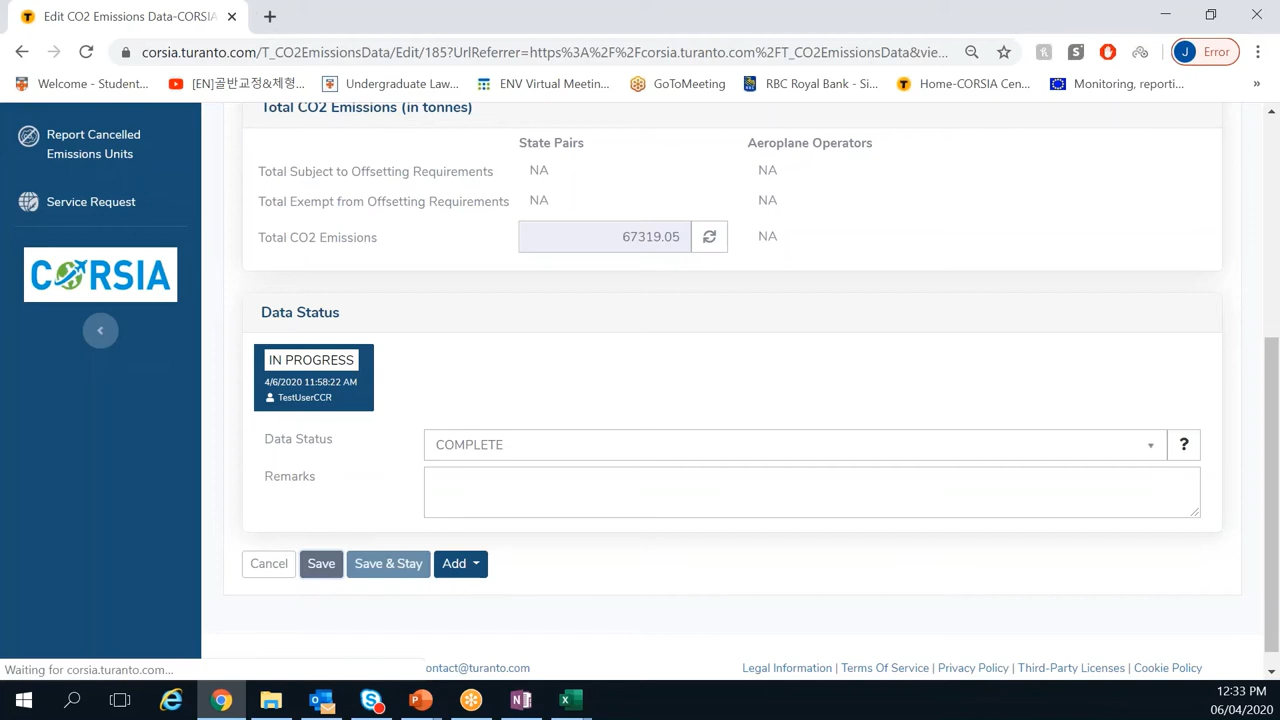 Edit CO2 Emissions Data-CORSIA
corsia.turanto.com/T_CO2EmissionsData/Edit/185?UrlReferrer=https%3A%2F%2Fcorsia.turanto.com%2FT_CO2EmissionsData&vie...
J Error
Welcome - Student... [EN]골반교정&체형... Undergraduate Law... ENV Virtual Meetin... GoToMeeting RBC Royal Bank - Si... Home-CORSIA Cen... Monitoring, reporti... »
Report Cancelled
Emissions Units
Service Request
CORSIA
Total CO2 Emissions (in tonnes)
State Pairs Aeroplane Operators
Total Subject to Offsetting Requirements NA NA
Total Exempt from Offsetting Requirements NA NA
Total CO2 Emissions 67319.05 NA
Data Status
IN PROGRESS
4/6/2020 11:58:22 AM
TestUserCCR
Data Status COMPLETE ?
Remarks
Cancel Save Save & Stay Add
Waiting for corsia.turanto.com...
ontact@turanto.com Legal Information | Terms Of Service | Privacy Policy | Third-Party Licenses | Cookie Policy
12:33 PM
06/04/2020